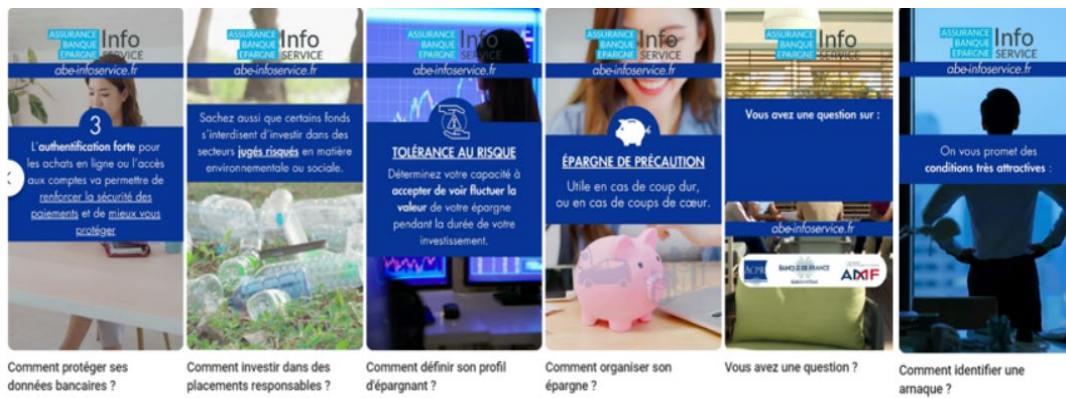 ASSURANCE
BANQUE
EPARGNE
Info
SERVICE
abe-infoservice.fr
3
L'authentification forte pour
les achats en ligne ou l'accès
aux comptes va permettre de
renforcer la sécurité des
paiements et de mieux vous
protéger
Comment protéger ses
données bancaires ?
ASSURANCE
BANQUE
EPARGNE
Info
SERVICE
abe-infoservice.fr
Sachez aussi que certains fonds
s'interdisent d'investir dans des
secteurs jugés risqués en matière
environnementale ou sociale.
Comment investir dans des
placements responsables ?
ASSURANCE
BANQUE
EPARGNE
Info
SERVICE
abe-infoservice.fr
TOLÉRANCE AU RISQUE
Déterminez votre capacité à
accepter de voir fluctuer la
valeur de votre épargne
pendant la durée de votre
investissement.
Comment définir son profil
d'épargnant ?
ASSURANCE
BANQUE
EPARGNE
Info
SERVICE
abe-infoservice.fr
ÉPARGNE DE PRÉCAUTION
Utile en cas de coup dur,
ou en cas de coups de cœur.
Comment organiser son
épargne ?
ASSURANCE
BANQUE
EPARGNE
Info
SERVICE
Vous avez une question sur :
abe-infoservice.fr
ACPR
BANQUE DE FRANCE
EUROSYSTÈME
AMF
Vous avez une question ?
ASSURANCE
BANQUE
EPARGNE
Info
SERVICE
abe-infoservice.fr
On vous promet des
conditions très attractives :
Comment identifier une
arnaque ?